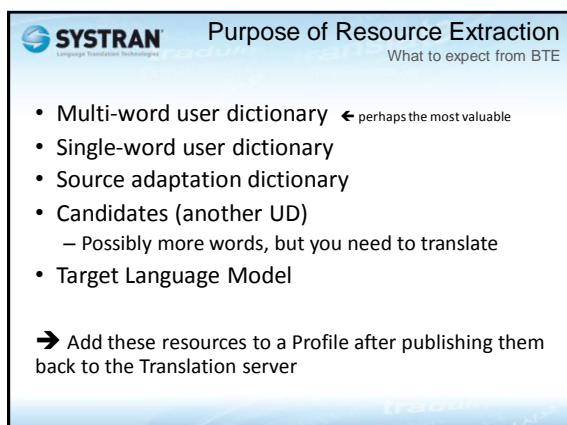 SYSTRAN
Language Translation Technologies
Purpose of Resource Extraction
What to expect from BTE
• Multi-word user dictionary ← perhaps the most valuable
• Single-word user dictionary
• Source adaptation dictionary
• Candidates (another UD)
– Possibly more words, but you need to translate
• Target Language Model
➔ Add these resources to a Profile after publishing them
back to the Translation server